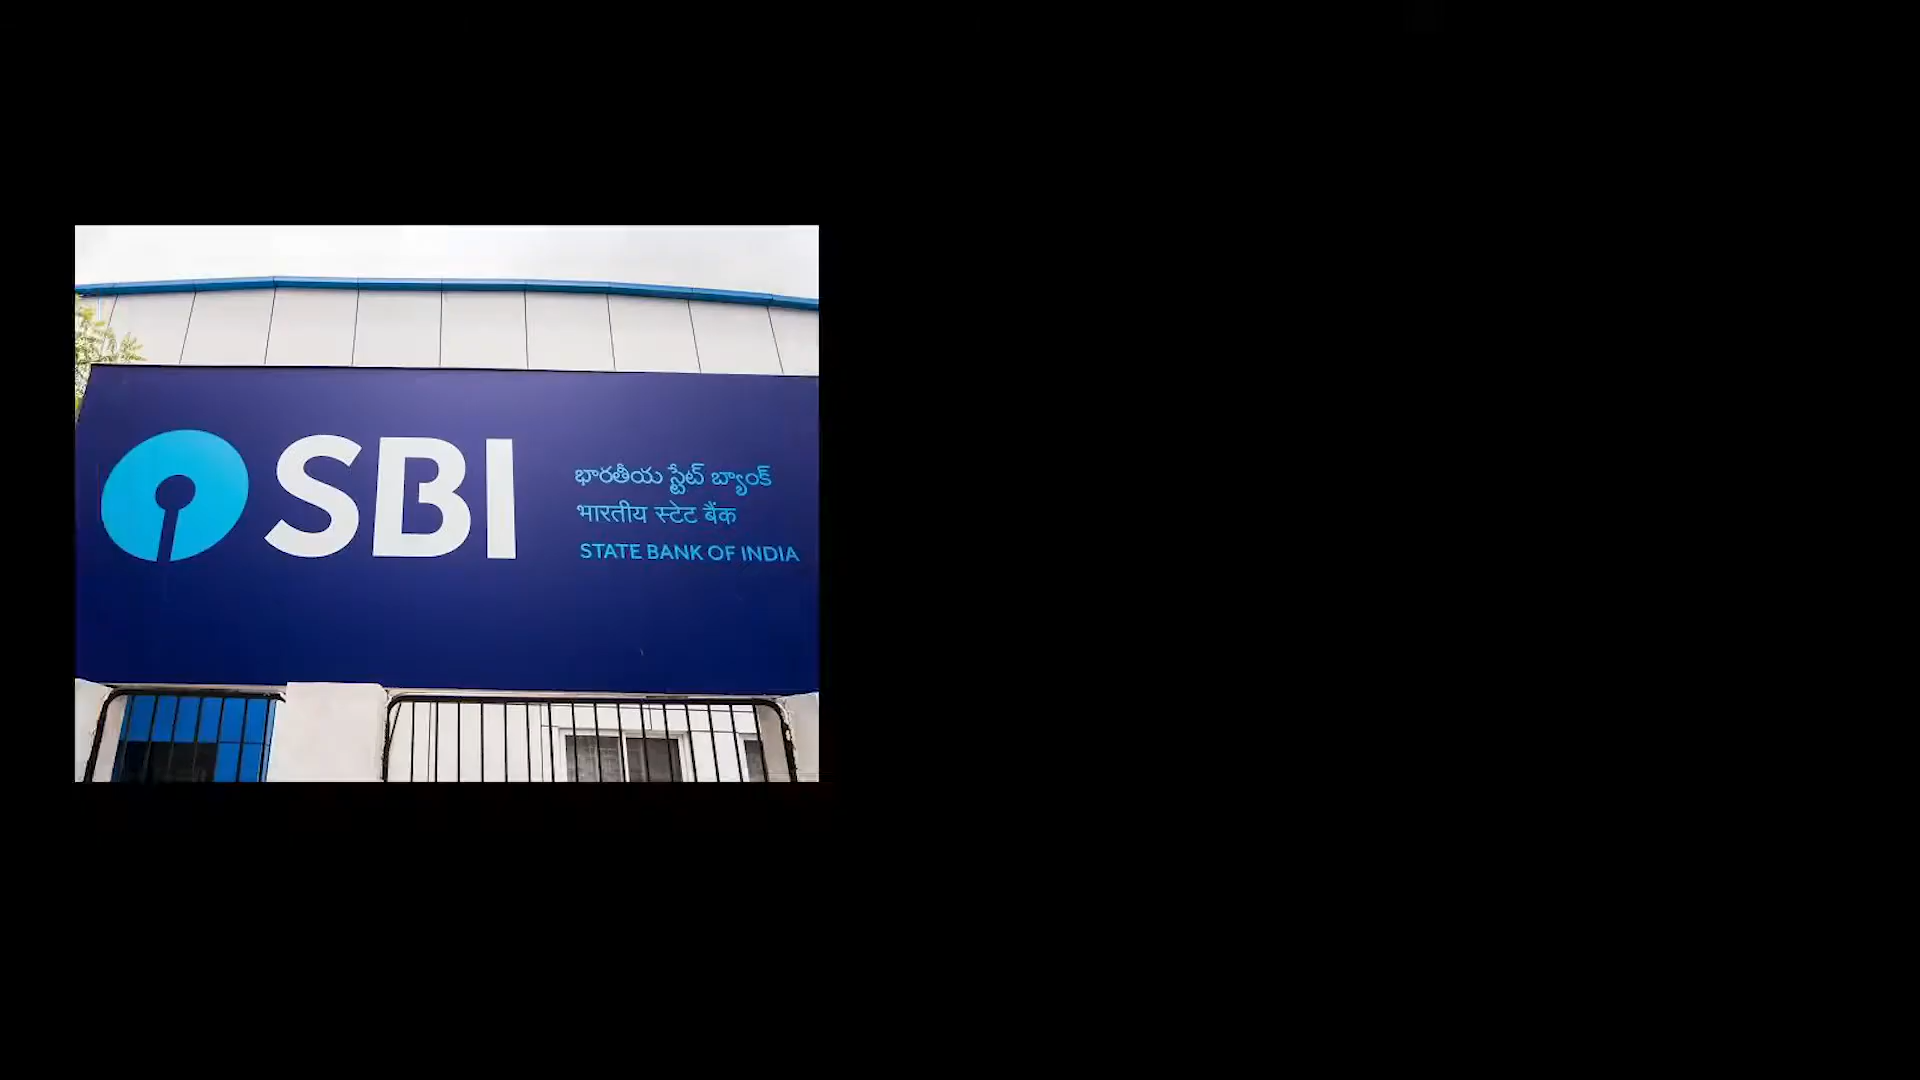 SBI
భారతీయ స్టేట్ బ్యాంక్
भारतीय स्टेट बैंक
STATE BANK OF INDIA